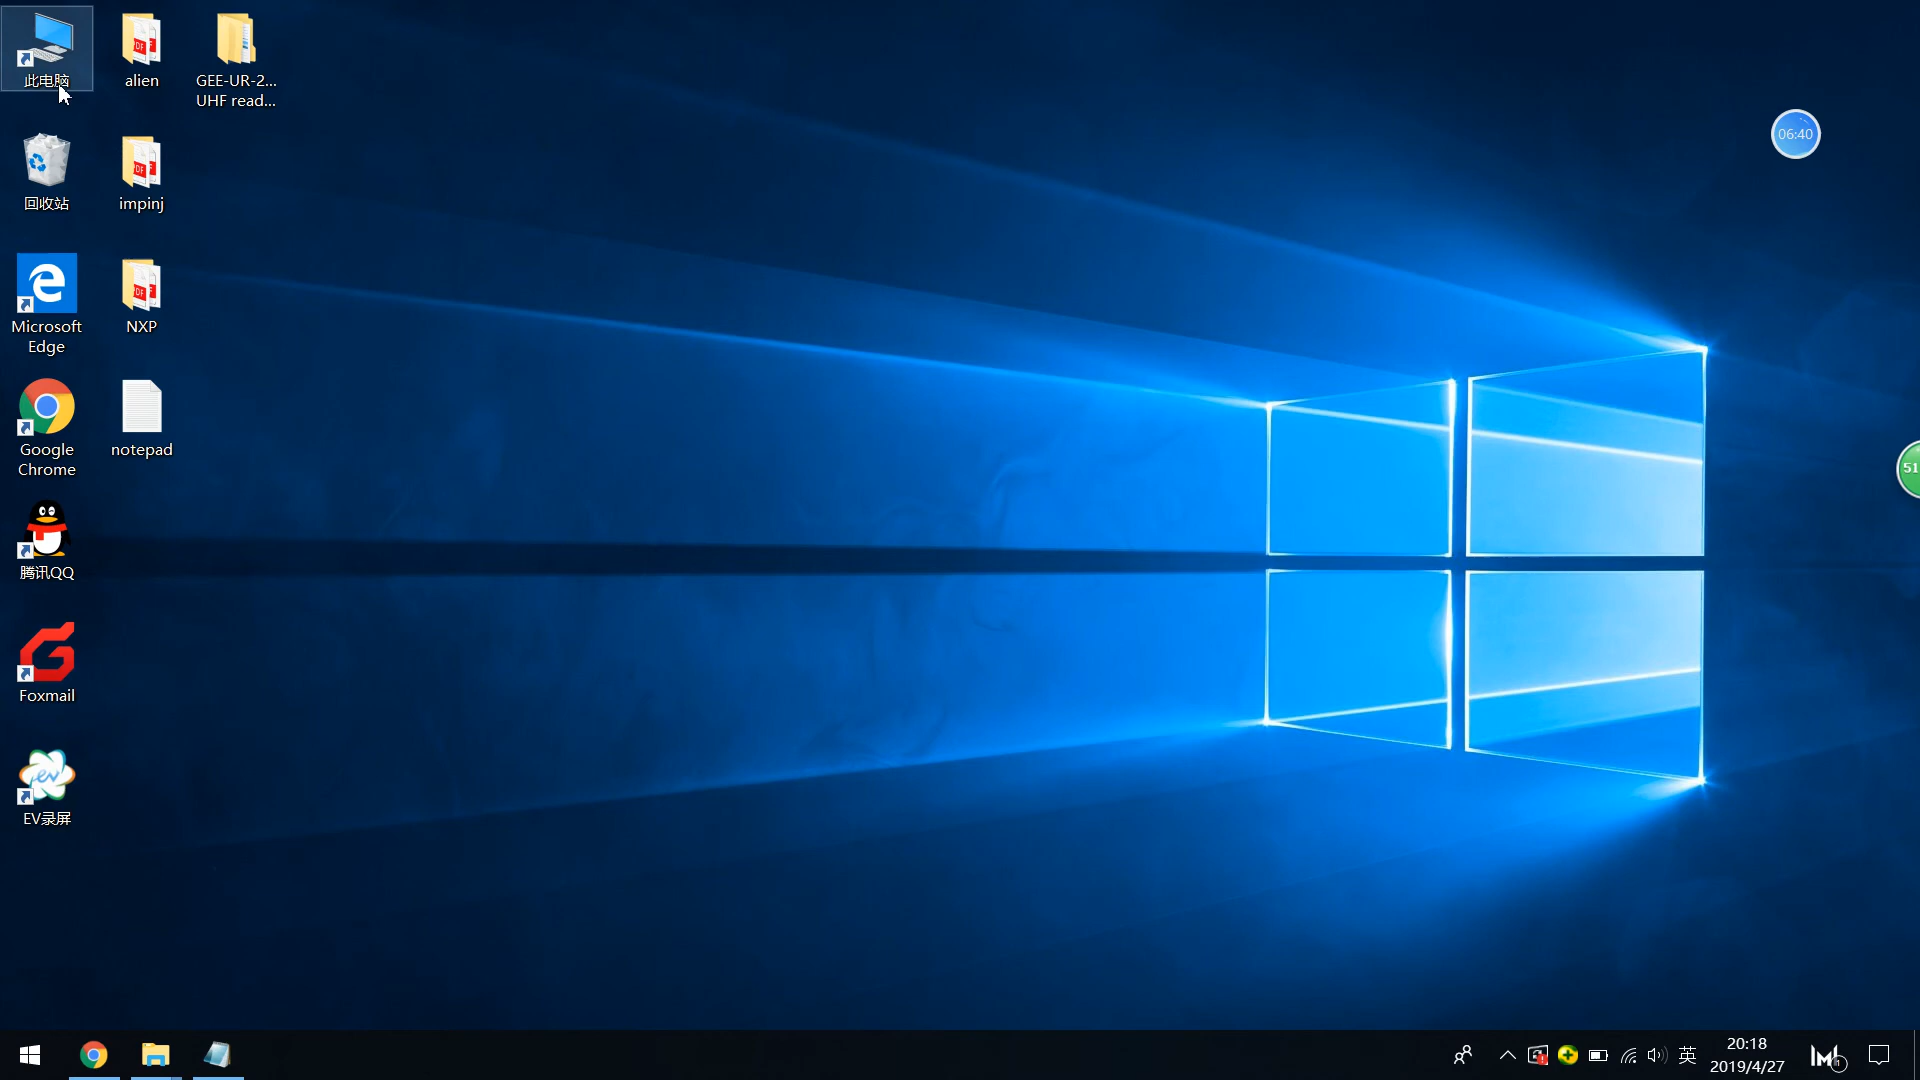 此电脑
alien
GEE-UR-2...
UHF read...
06:40
回收站
impinj
Microsoft
Edge
NXP
Google
Chrome
notepad
51
腾讯QQ
Foxmail
EV录屏
英
20:18
2019/4/27